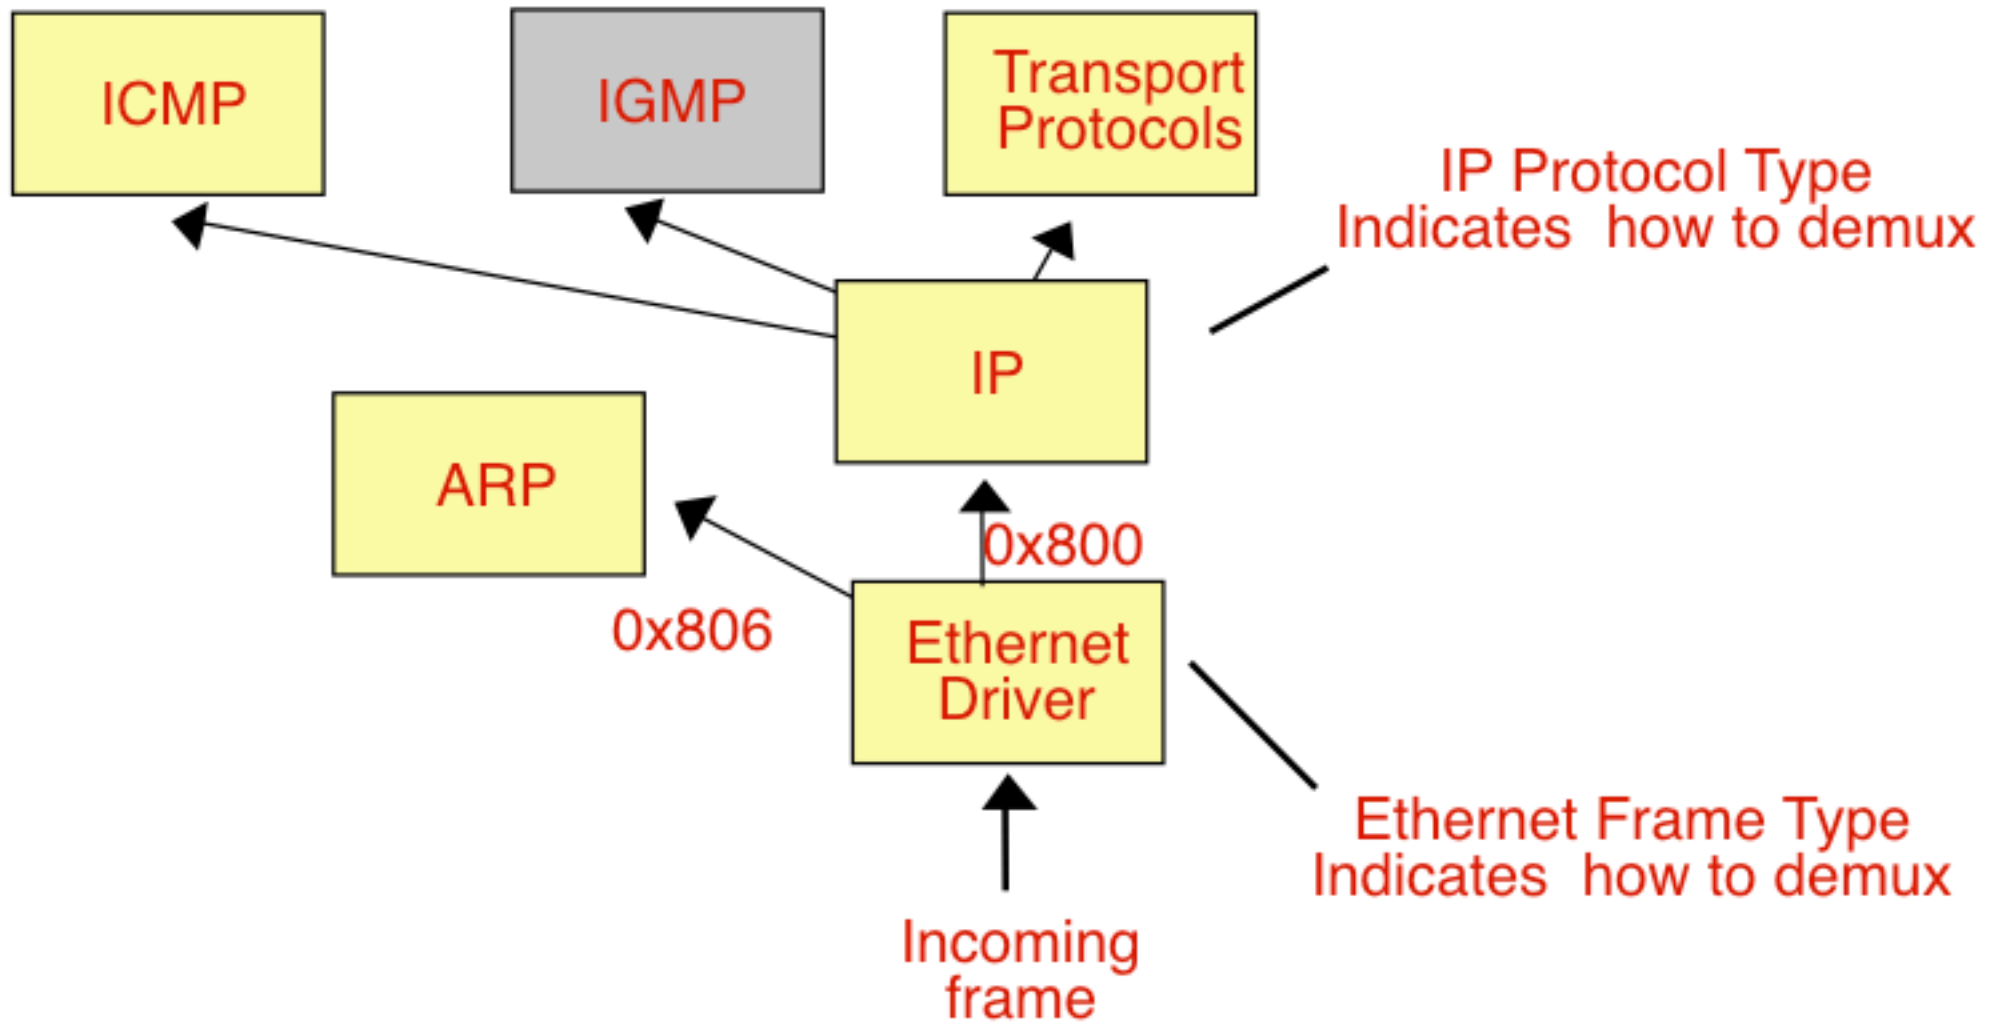 ICMP
IGMP
Transport
Protocols
IP Protocol Type
Indicates how to demux
IP
ARP
0x800
0x806
Ethernet
Driver
Ethernet Frame Type
Indicates how to demux
Incoming
frame